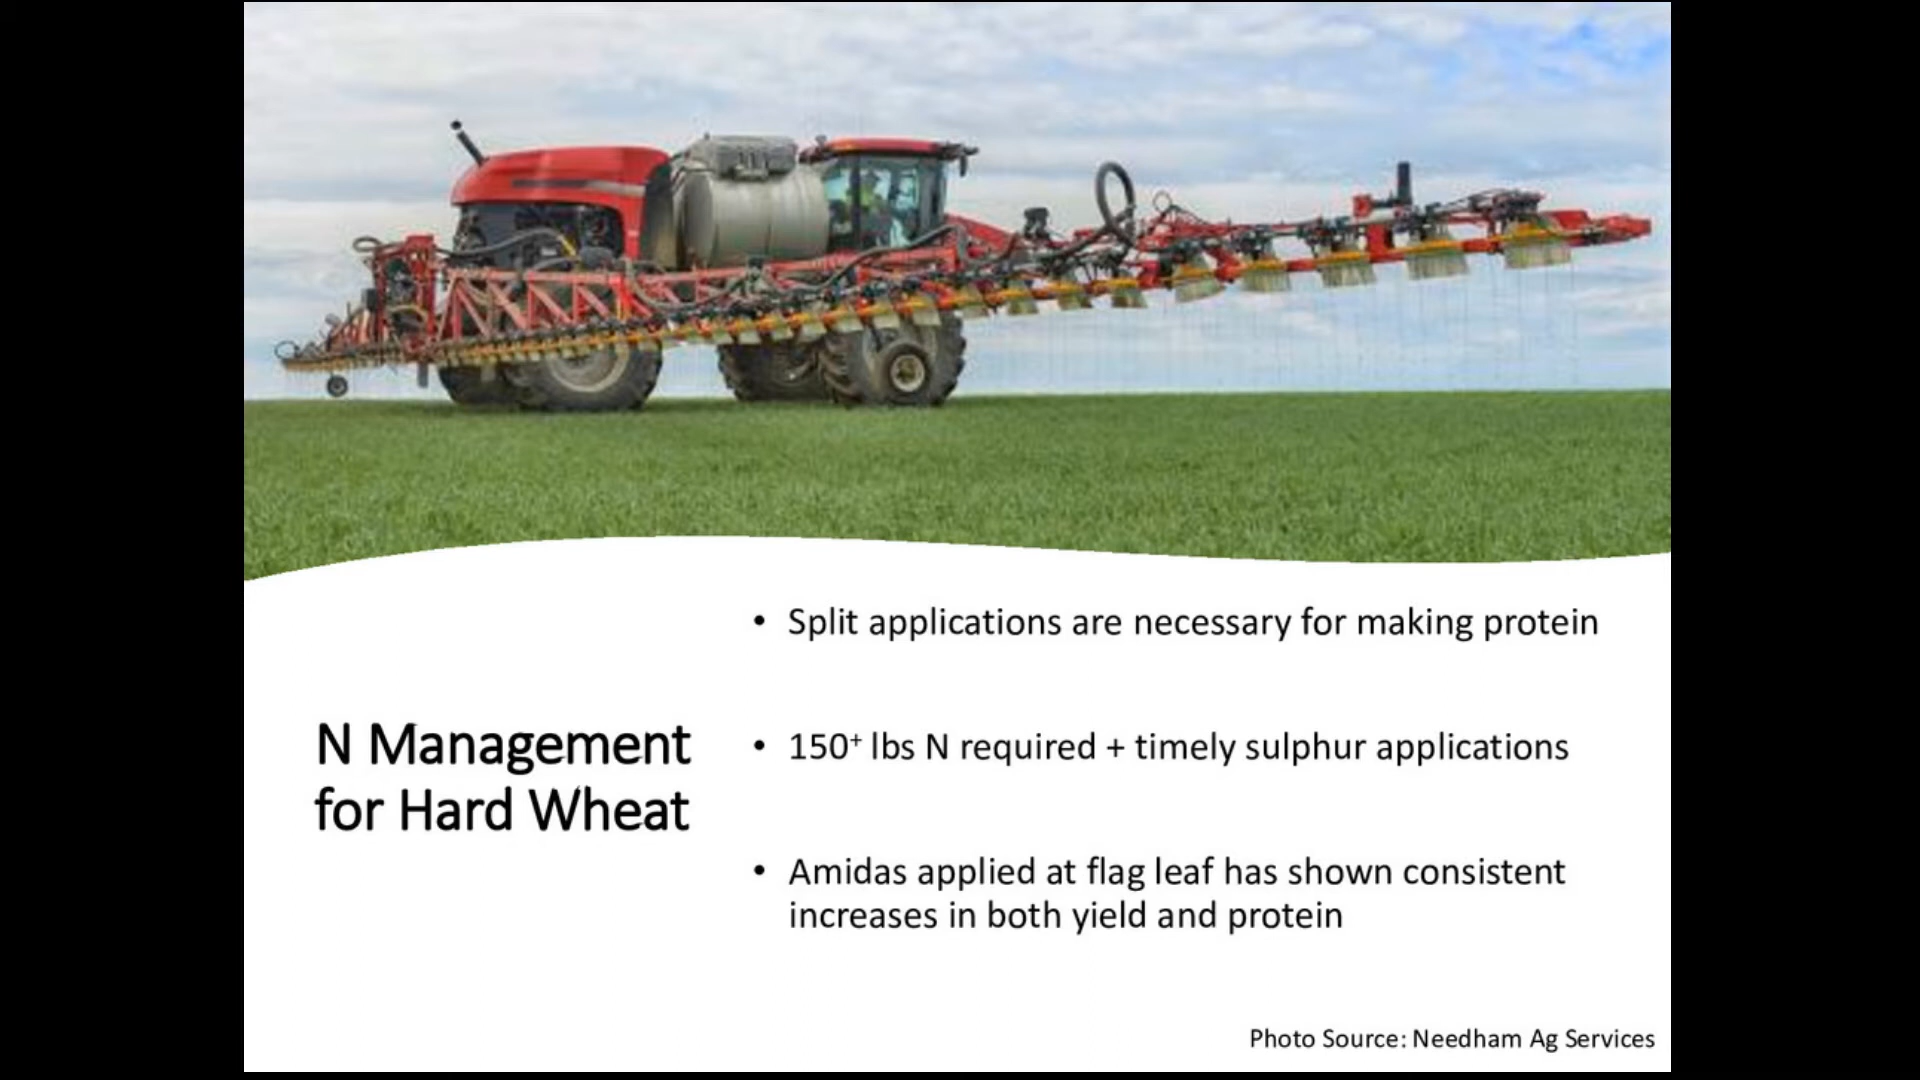 N Management
for Hard Wheat
• Split applications are necessary for making protein
• 150⁺ lbs N required + timely sulphur applications
• Amidas applied at flag leaf has shown consistent
increases in both yield and protein
Photo Source: Needham Ag Services